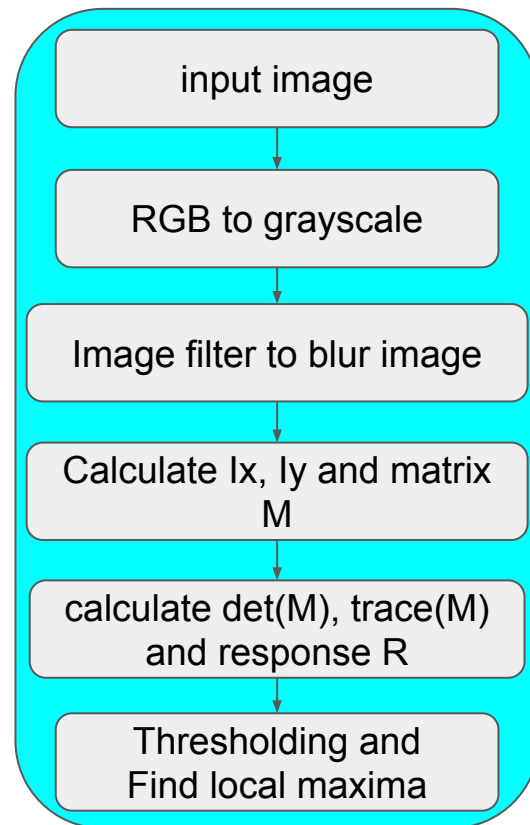 input image
RGB to grayscale
Image filter to blur image
Calculate Ix, Iy and matrix
M
calculate det(M), trace(M)
and response R
Thresholding and
Find local maxima